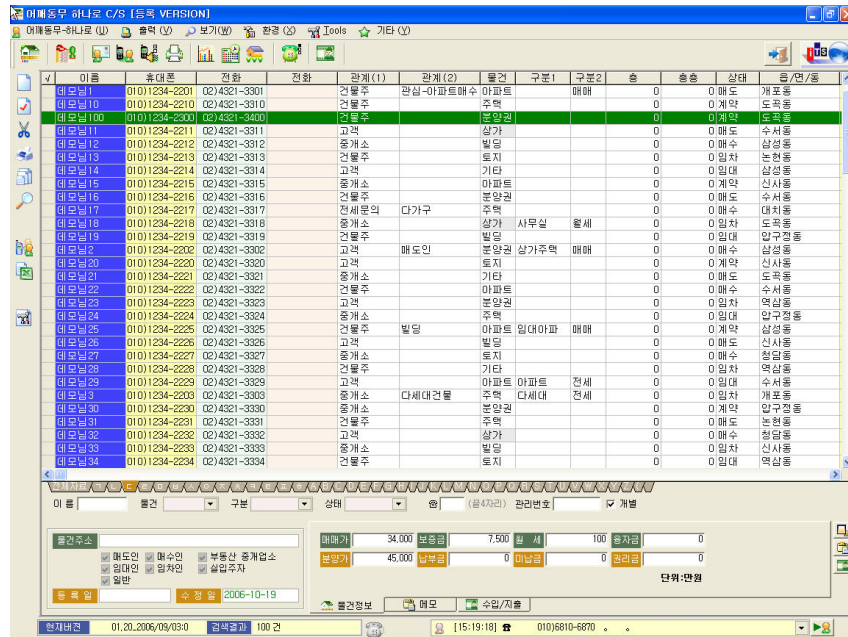 어깨동무 하나로 C/S [등록 VERSION]
어깨동무-하나로 (U) 출력 (V) 보기(W) 환경 (X) Tools 기타(Y)
√ 이름 휴대폰 전화 전화 관계(1) 관계(2) 물건 구분1 구분2 층 총층 상태 읍/면/동
데모님1 010)1234-2201 02)4321-3301 건물주 관심-아파트매수 아파트 매매 0 0 매도 개포동
데모님10 010)1234-2210 02)4321-3310 건물주 주택 0 0 계약 도곡동
데모님100 010)1234-2300 02)4321-3400 건물주 분양권 0 0 계약 도곡동
데모님11 010)1234-2211 02)4321-3311 고객 상가 0 0 매도 수서동
데모님12 010)1234-2212 02)4321-3312 중개소 빌딩 0 0 매수 삼성동
데모님13 010)1234-2213 02)4321-3313 건물주 토지 0 0 임차 논현동
데모님14 010)1234-2214 02)4321-3314 고객 기타 0 0 임대 삼성동
데모님15 010)1234-2215 02)4321-3315 중개소 아파트 0 0 계약 신사동
데모님16 010)1234-2216 02)4321-3316 건물주 분양권 0 0 매도 수서동
데모님17 010)1234-2217 02)4321-3317 전세문의 다가구 주택 0 0 매수 대치동
데모님18 010)1234-2218 02)4321-3318 중개소 상가 사무실 월세 0 0 임차 도곡동
데모님19 010)1234-2219 02)4321-3319 건물주 빌딩 0 0 임대 압구정동
데모님2 010)1234-2202 02)4321-3302 고객 매도인 분양권 상가주택 매매 0 0 매수 삼성동
데모님20 010)1234-2220 02)4321-3320 고객 토지 0 0 계약 신사동
데모님21 010)1234-2221 02)4321-3321 중개소 기타 0 0 매도 도곡동
데모님22 010)1234-2222 02)4321-3322 건물주 아파트 0 0 매수 수서동
데모님23 010)1234-2223 02)4321-3323 고객 분양권 0 0 임차 역삼동
데모님24 010)1234-2224 02)4321-3324 중개소 주택 0 0 임대 압구정동
데모님25 010)1234-2225 02)4321-3325 건물주 빌딩 아파트 임대아파 매매 0 0 계약 삼성동
데모님26 010)1234-2226 02)4321-3326 고객 빌딩 0 0 매도 신사동
데모님27 010)1234-2227 02)4321-3327 중개소 토지 0 0 매수 청담동
데모님28 010)1234-2228 02)4321-3328 건물주 기타 0 0 임차 역삼동
데모님29 010)1234-2229 02)4321-3329 고객 아파트 아파트 전세 0 0 임대 수서동
데모님3 010)1234-2203 02)4321-3303 중개소 다세대건물 주택 다세대 전세 0 0 임차 개포동
데모님30 010)1234-2230 02)4321-3330 중개소 분양권 0 0 계약 압구정동
데모님31 010)1234-2231 02)4321-3331 건물주 주택 0 0 매도 논현동
데모님32 010)1234-2232 02)4321-3332 고객 상가 0 0 매수 청담동
데모님33 010)1234-2233 02)4321-3333 중개소 빌딩 0 0 임차 신사동
데모님34 010)1234-2234 02)4321-3334 건물주 토지 0 0 임대 역삼동
이 름 물건 구분 상태 (끝4자리) 관리번호 개별
물건주소
매도인 매수인 부동산 중개업소
임대인 임차인 실입주자
일반
등 록 일 수 정 일 2006-10-19
매매가 34,000 보증금 7,500 월 세 100 융자금 0
분양가 45,000 납부금 0 미납금 0 권리금 0
단위:만원
물건정보 메모 수입/지출
현재버전 01,20..2006/09/03:0 검색결과 100 건 [15:19:18] 010)6810-6870 。 。